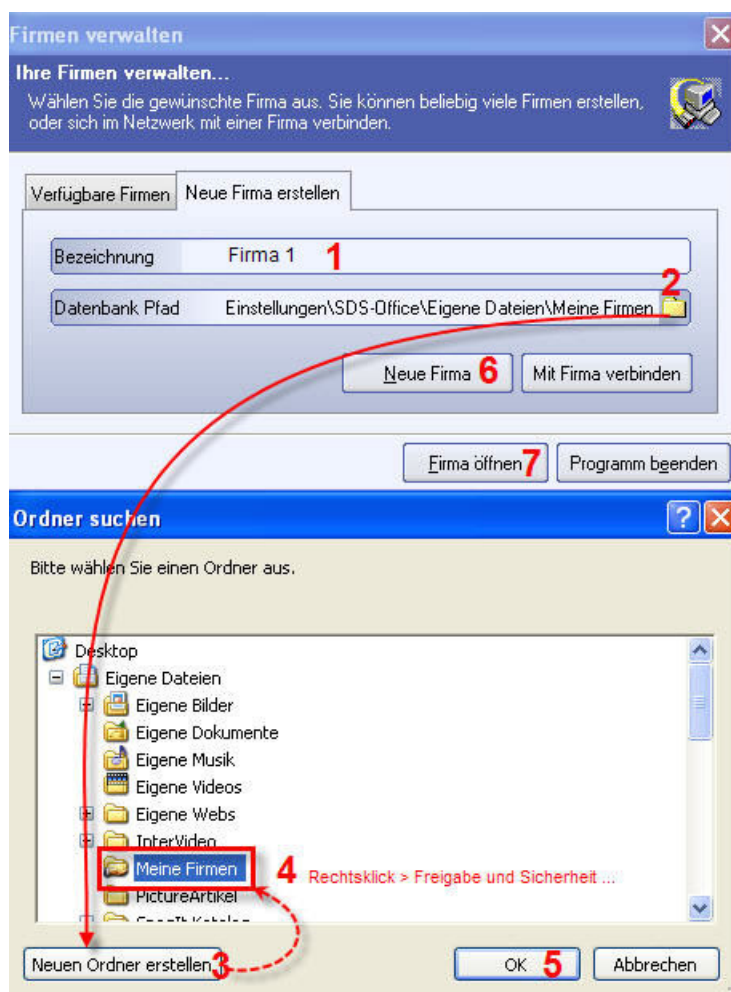 Firmen verwalten
Ihre Firmen verwalten...
Wählen Sie die gewünschte Firma aus. Sie können beliebig viele Firmen erstellen,
oder sich im Netzwerk mit einer Firma verbinden.
Verfügbare Firmen Neue Firma erstellen
Bezeichnung Firma 1 1
2
Datenbank Pfad Einstellungen\SDS-Office\Eigene Dateien\Meine Firmen
Neue Firma 6 Mit Firma verbinden
Firma öffnen 7 Programm beenden
Ordner suchen
Bitte wählen Sie einen Ordner aus.
Desktop
Eigene Dateien
Eigene Bilder
Eigene Dokumente
Eigene Musik
Eigene Videos
Eigene Webs
InterVideo
Meine Firmen 4 Rechtsklick > Freigabe und Sicherheit ...
PictureArtikel
Neuen Ordner erstellen 3 OK 5 Abbrechen